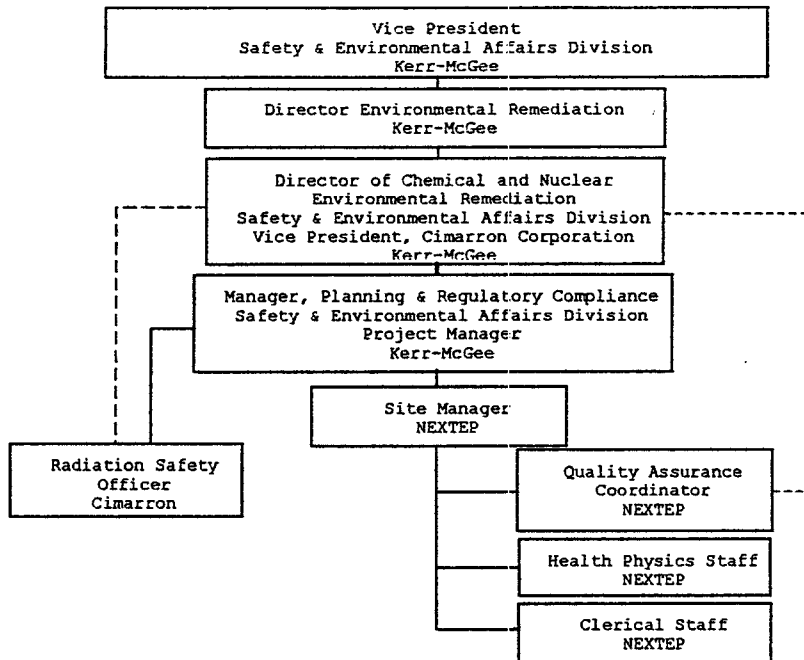 Vice President
Safety & Environmental Affairs Division
Kerr-McGee
Director Environmental Remediation
Kerr-McGee
Director of Chemical and Nuclear
Environmental Remediation
Safety & Environmental Affairs Division
Vice President, Cimarron Corporation
Kerr-McGee
Manager, Planning & Regulatory Compliance
Safety & Environmental Affairs Division
Project Manager
Kerr-McGee
Site Manager
NEXTEP
Radiation Safety
Officer
Cimarron
Quality Assurance
Coordinator
NEXTEP
Health Physics Staff
NEXTEP
Clerical Staff
NEXTEP